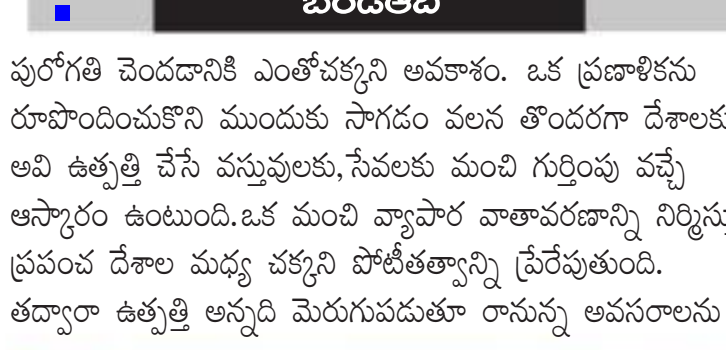 పురోగతి చెందడానికి ఎంతోచక్కని అవకాశం. ఒక ప్రణాళికను
రూపొందించుకొని ముందుకు సాగడం వలన తొందరగా దేశాలకు
అవి ఉత్పత్తి చేసే వస్తువులకు,సేవలకు మంచి గుర్తింపు వచ్చే
ఆస్కారం ఉంటుంది.ఒక మంచి వ్యాపార వాతావరణాన్ని
ప్రపంచ దేశాల మధ్య చక్కని పోటీతత్వాన్ని ప్రేరేపుతుంది.
తద్వారా ఉత్పత్తి అన్నది మెరుగుపడుతూ రానున్న అవసరాలను